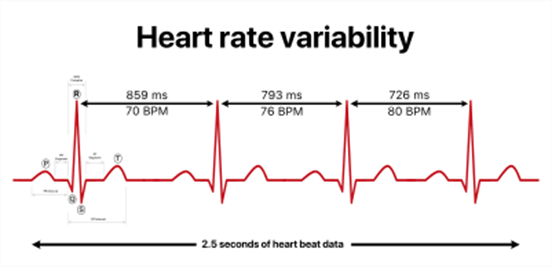 Heart rate variability
859 ms
793 ms
726 ms
70 BPM
76 BPM
80 BPM
R
P
T
Q
S
2.5 seconds of heart beat data